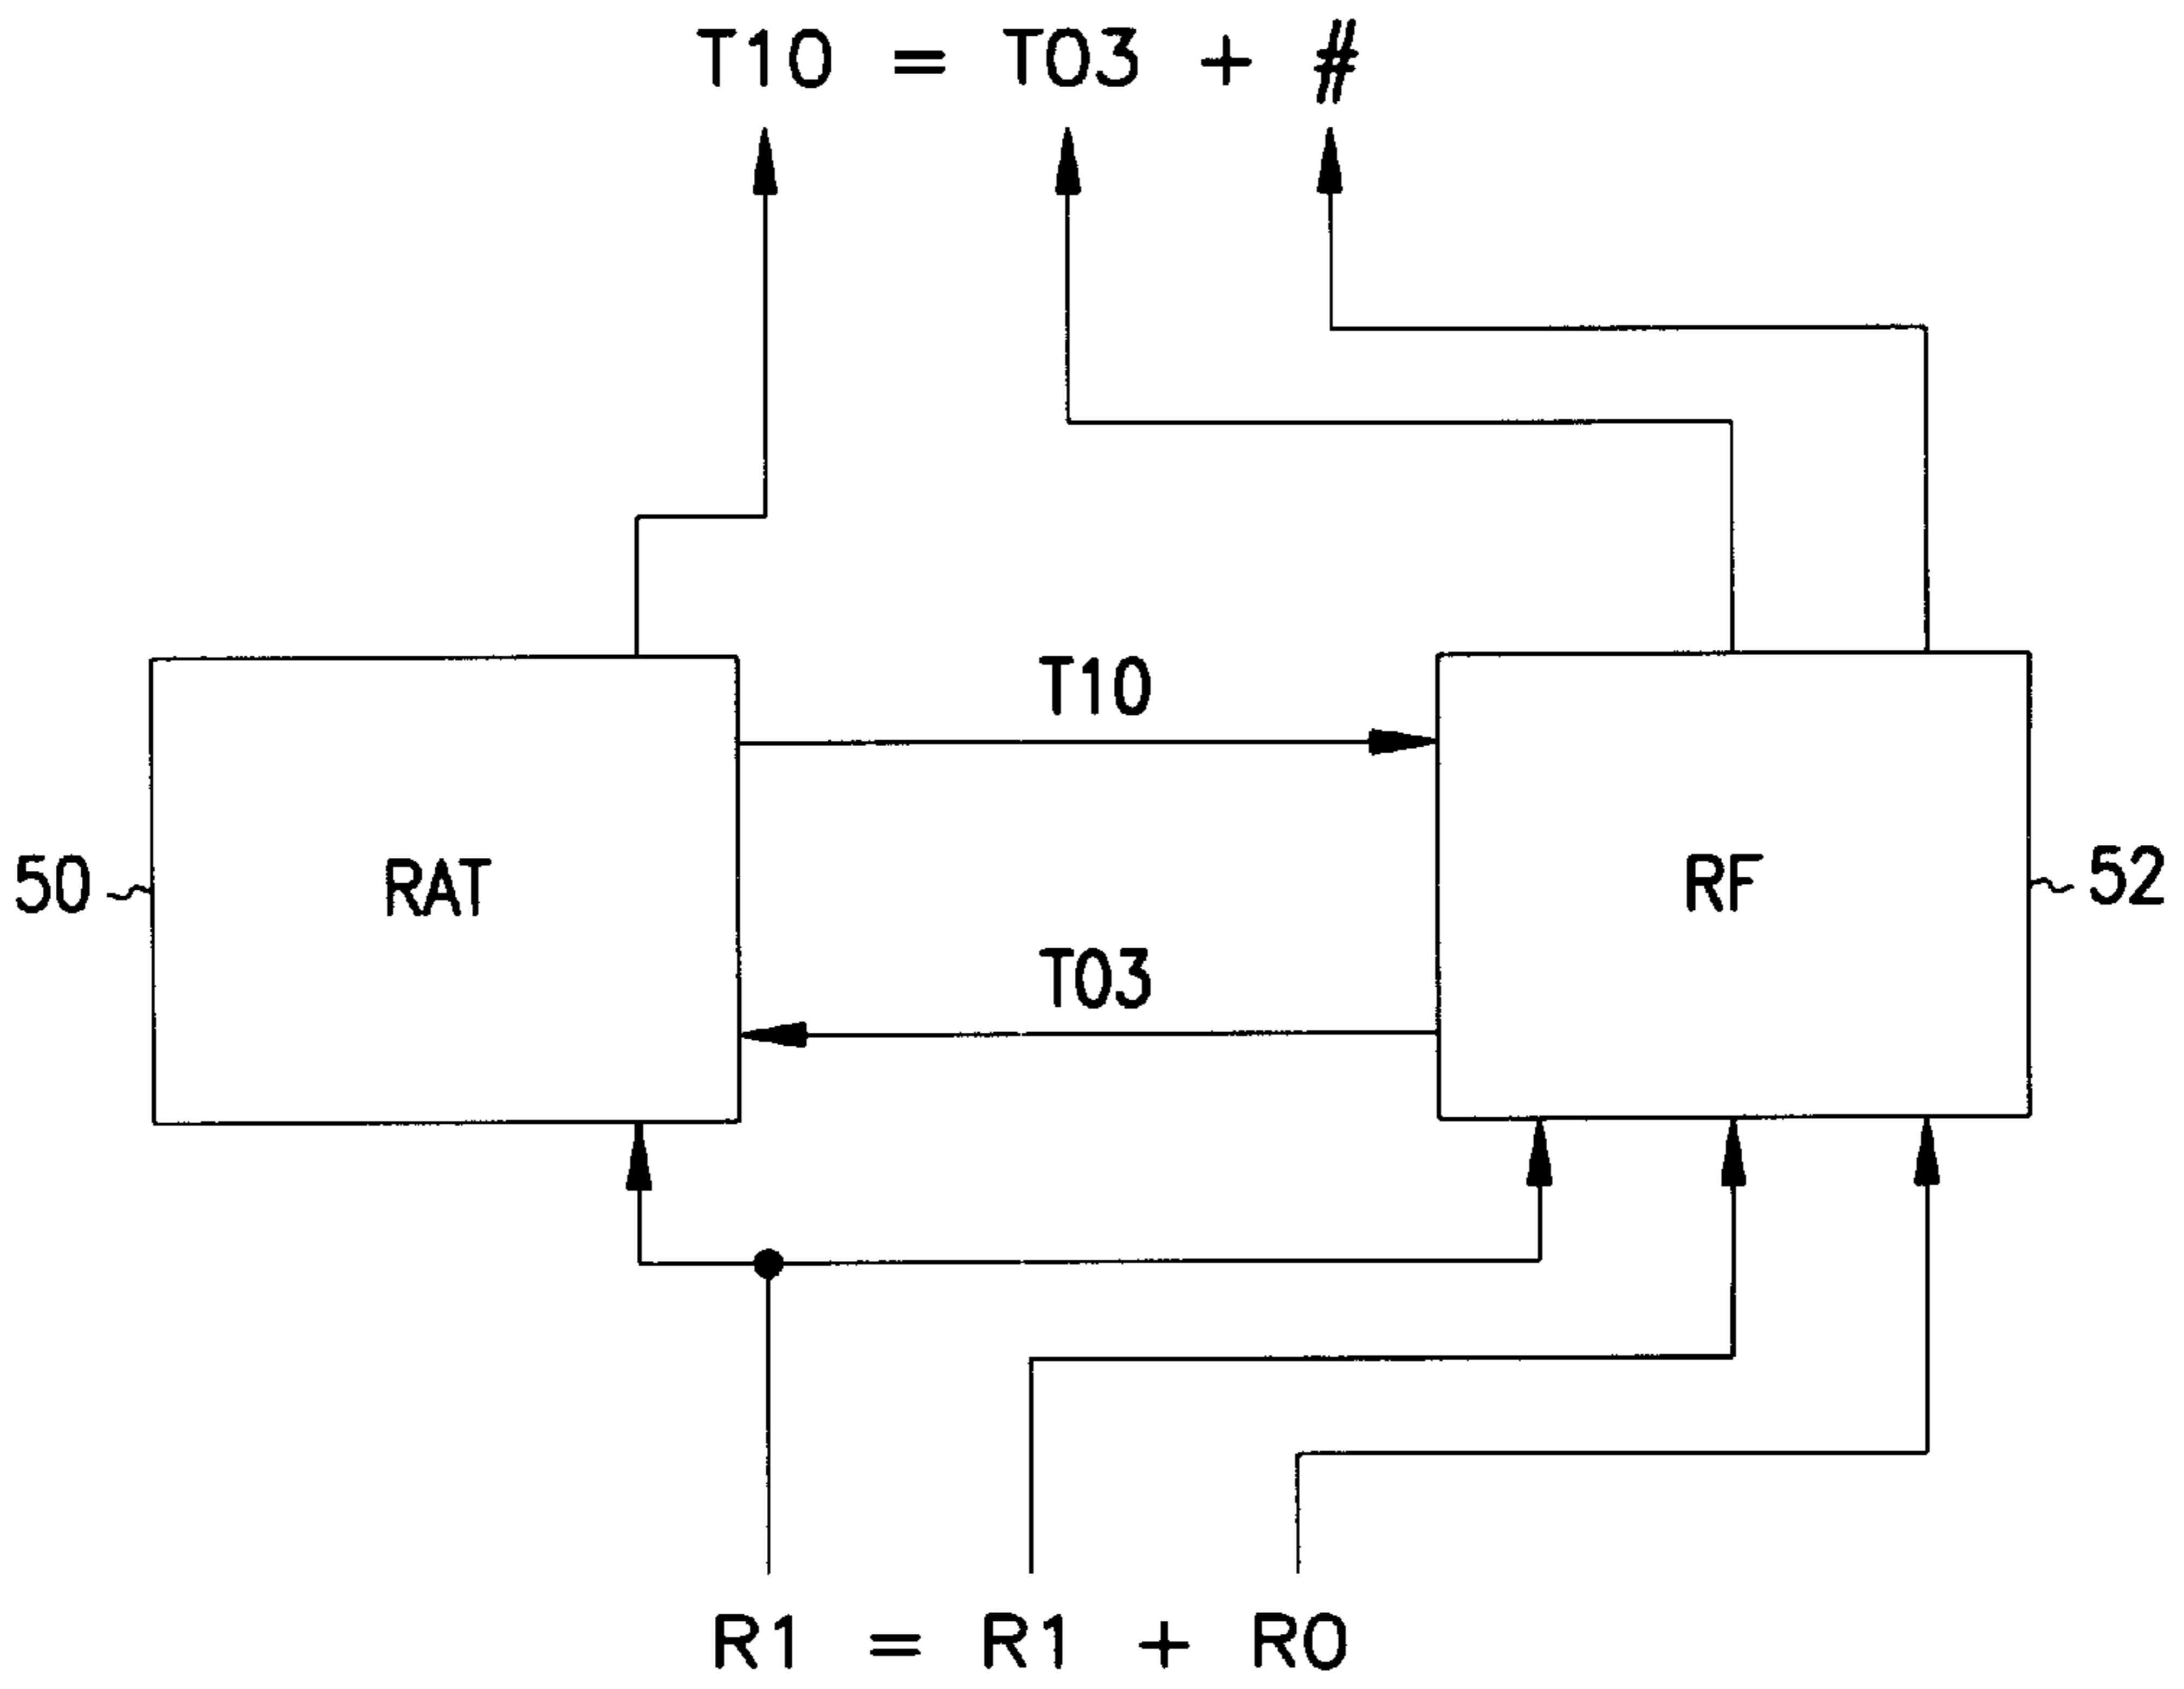 T10 = T03 + #
T10
50 RAT RF 52
T03
R1 = R1 + R0